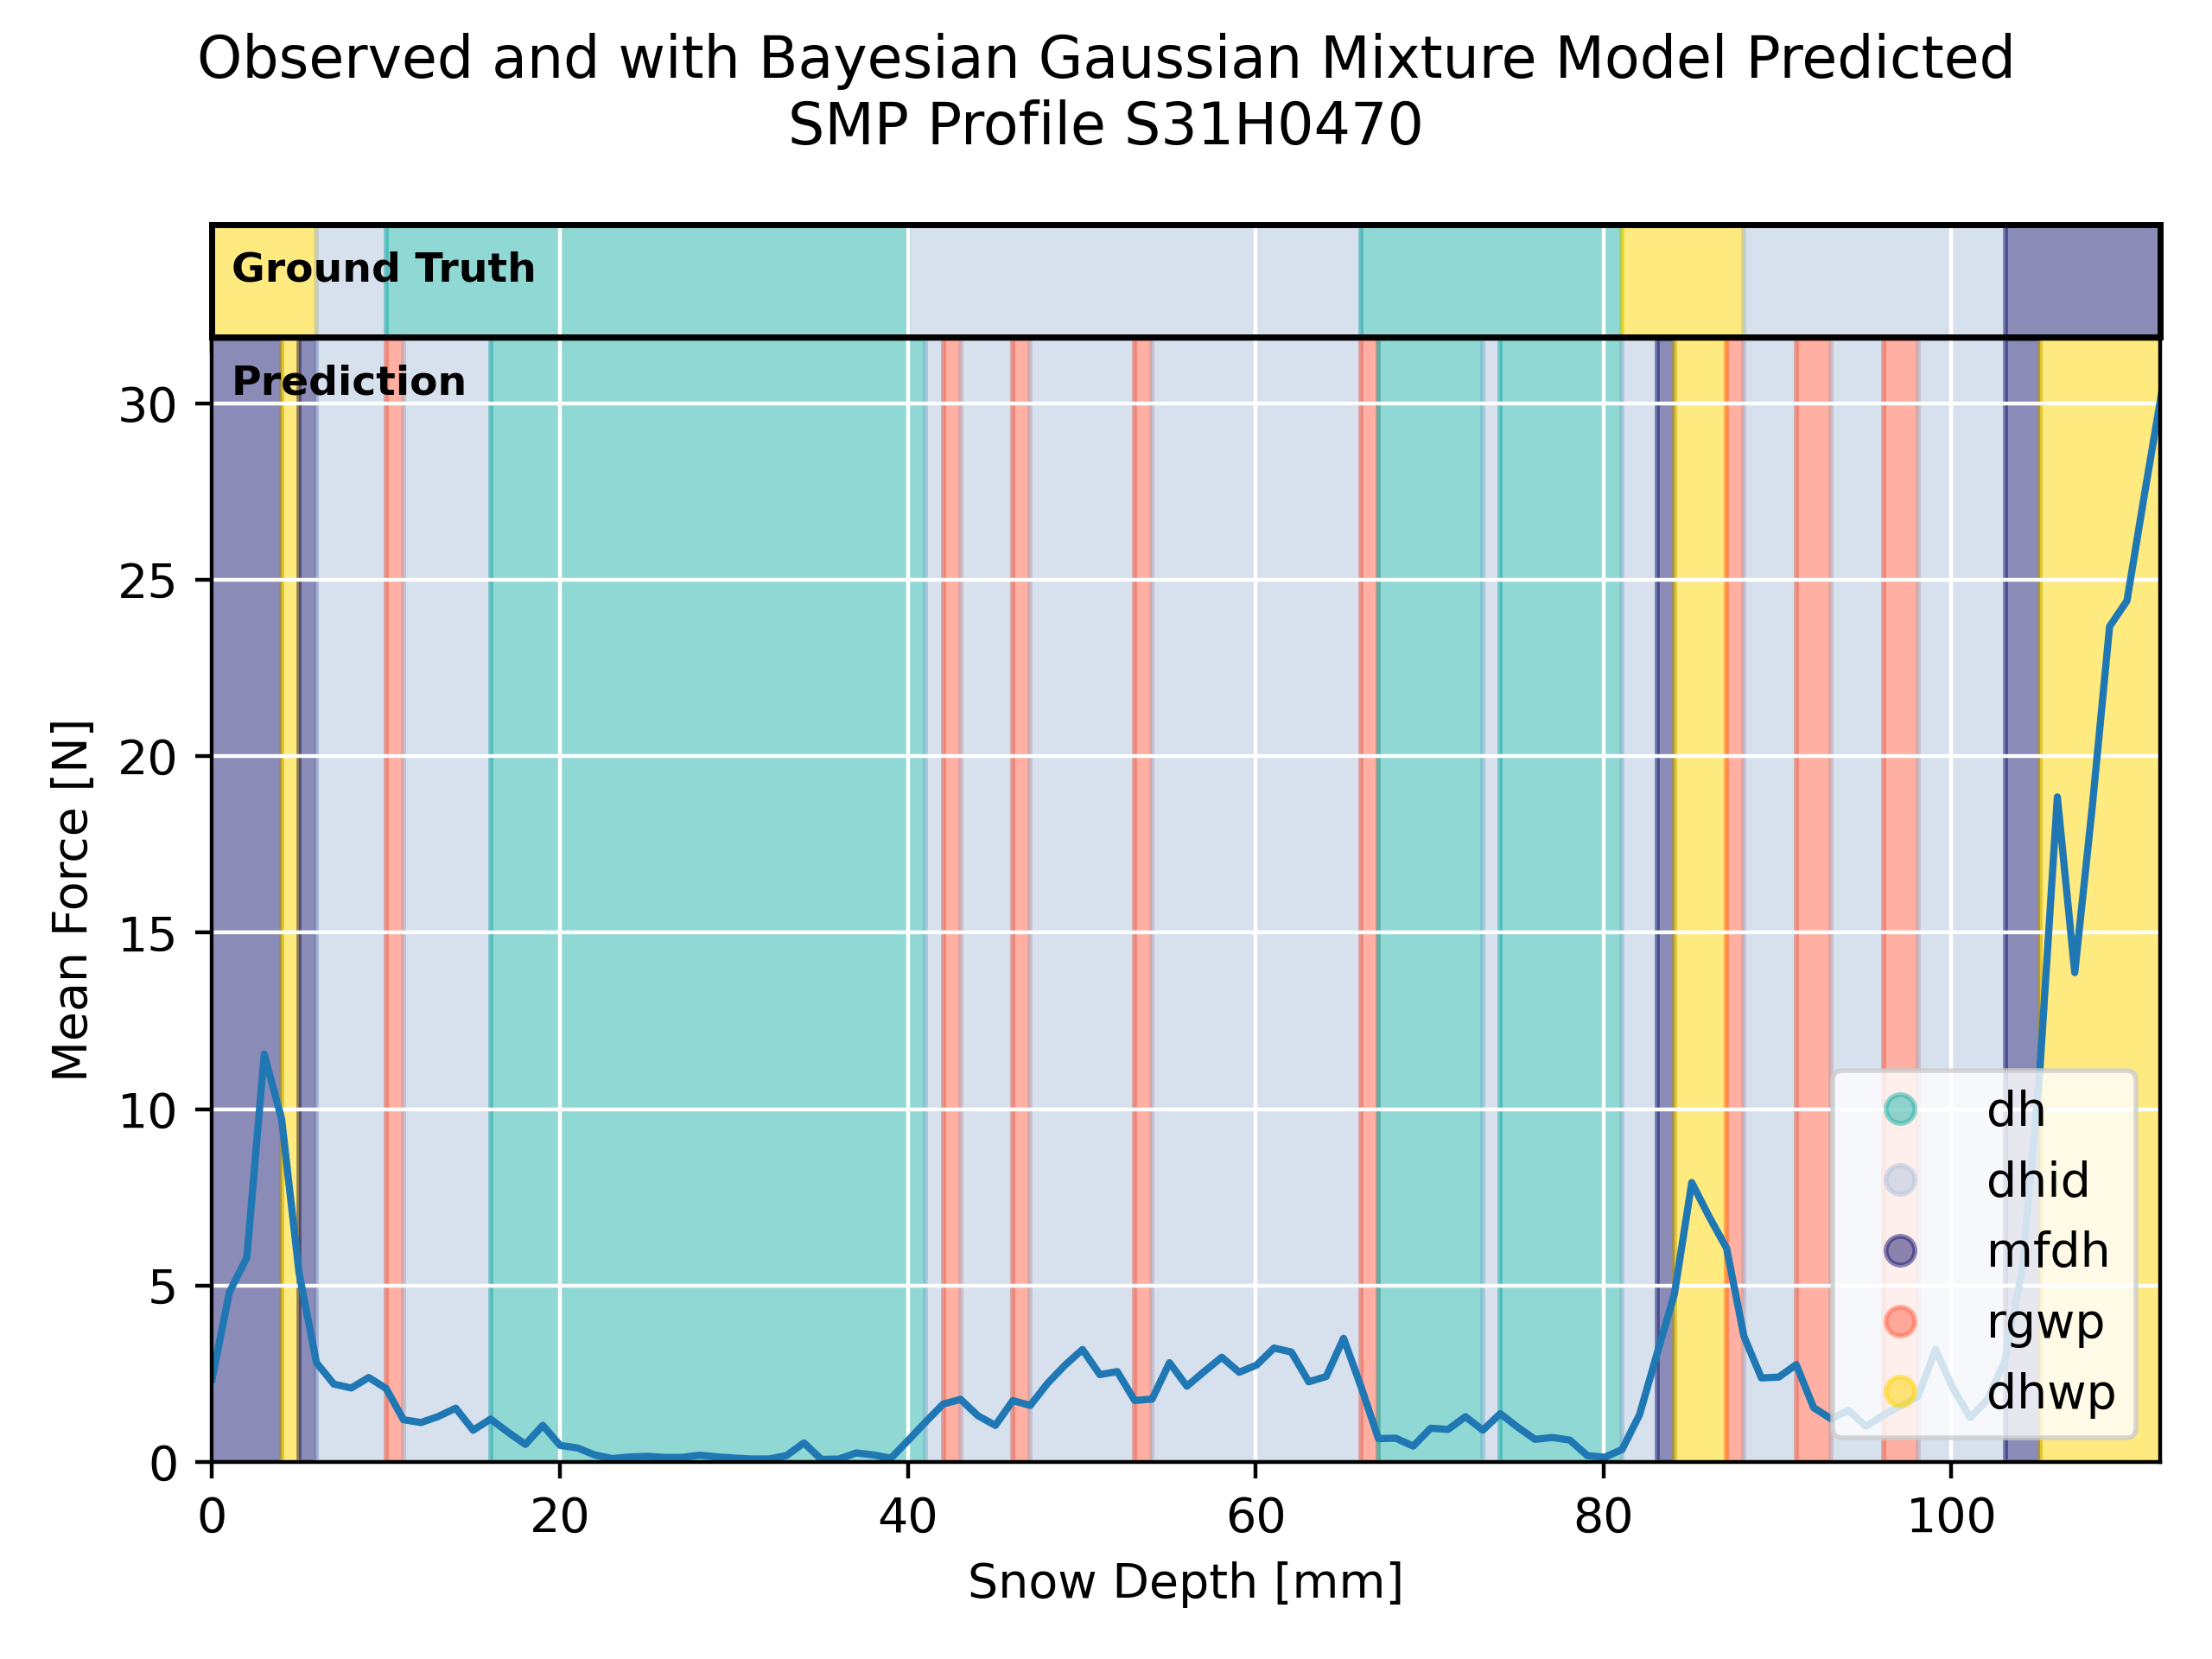 Observed and with Bayesian Gaussian Mixture Model Predicted
SMP Profile S31H0470
Ground Truth
Prediction
30
25
20
15
10
5
0
Mean Force [N]
dh
dhid
mfdh
rgwp
dhwp
0 20 40 60 80 100
Snow Depth [mm]